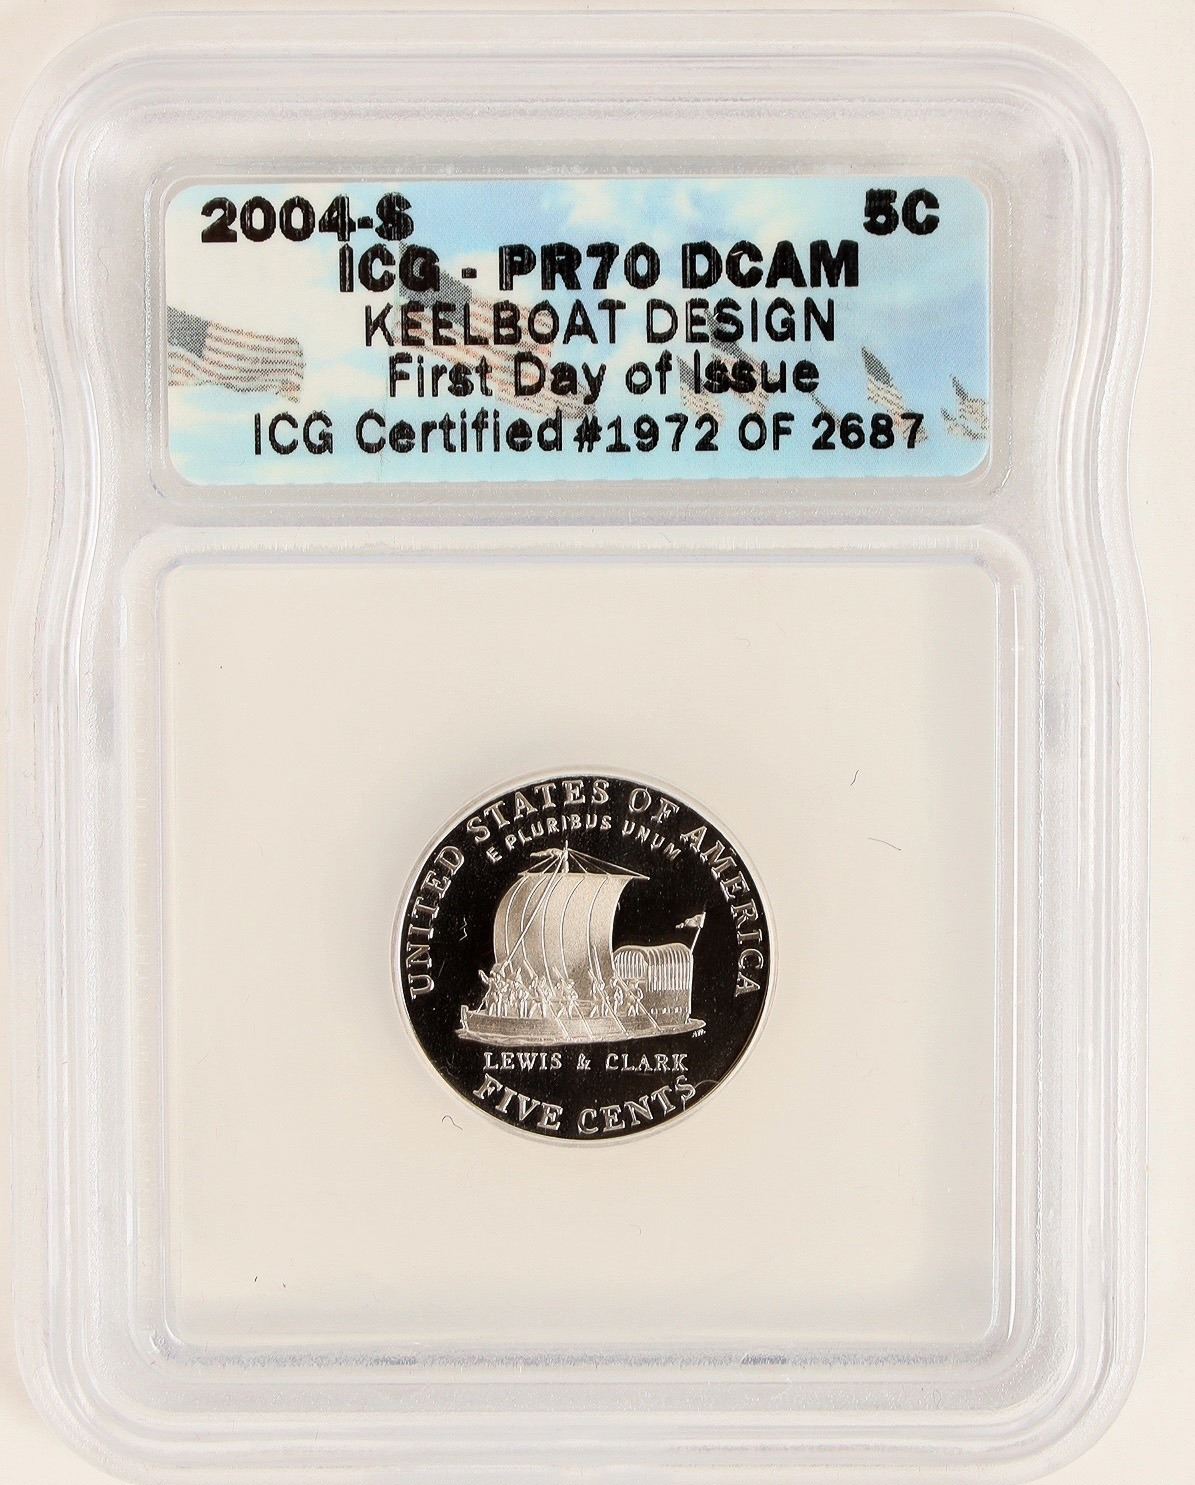 2004-S 5C
ICG - PR70 DCAM
KEELBOAT DESIGN
First Day of Issue
ICG Certified #1972 OF 2687
UNITED STATES OF AMERICA
E PLURIBUS UNUM
LEWIS & CLARK
FIVE CENTS